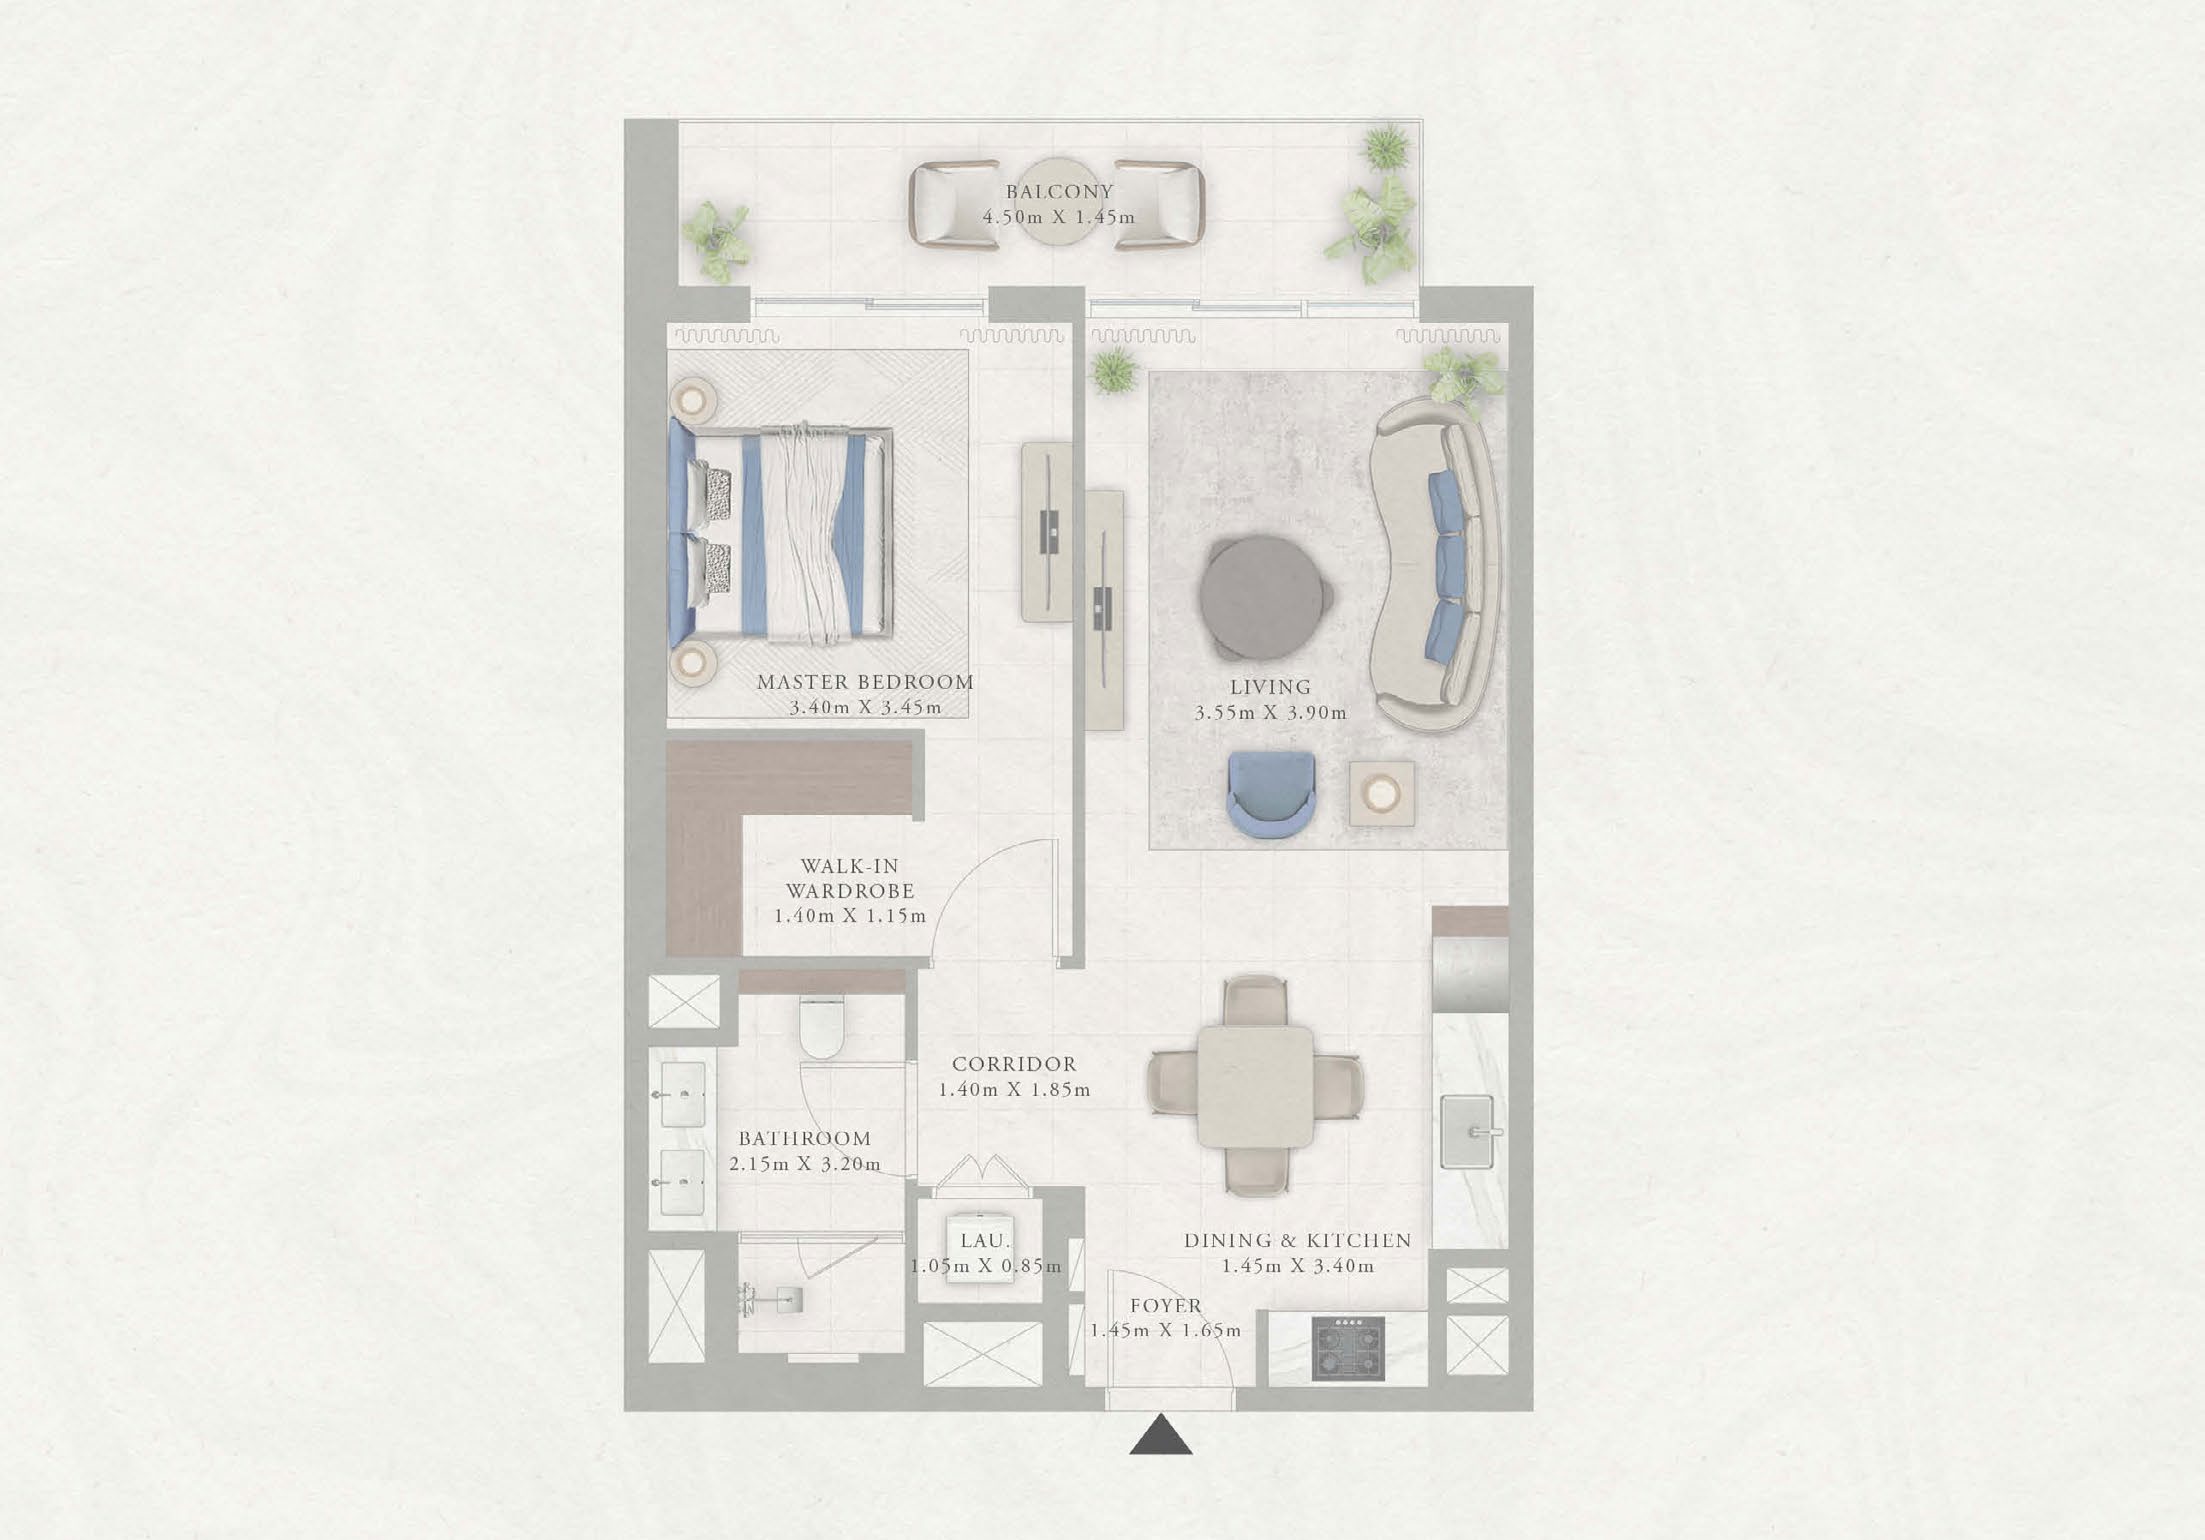 BALCONY
4.50m X 1.45m
MASTER BEDROOM
3.40m X 3.45m
LIVING
3.55m X 3.90m
WALK-IN
WARDROBE
1.40m X 1.15m
CORRIDOR
1.40m X 1.85m
BATHROOM
2.15m X 3.20m
LAU.
1.05m X 0.85m
DINING & KITCHEN
1.45m X 3.40m
FOYER
1.45m X 1.65m